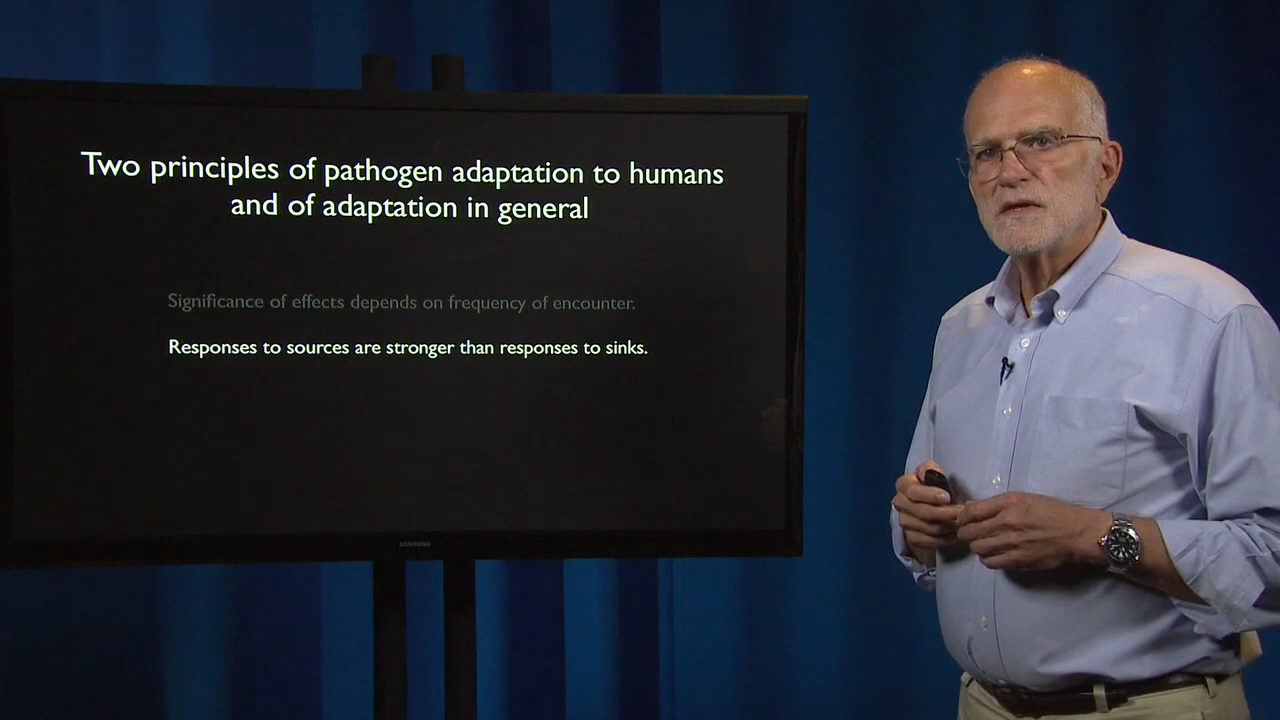 Two principles of pathogen adaptation to humans
and of adaptation in general
Significance of effects depends on frequency of encounter.
Responses to sources are stronger than responses to sinks.
SAMSUNG